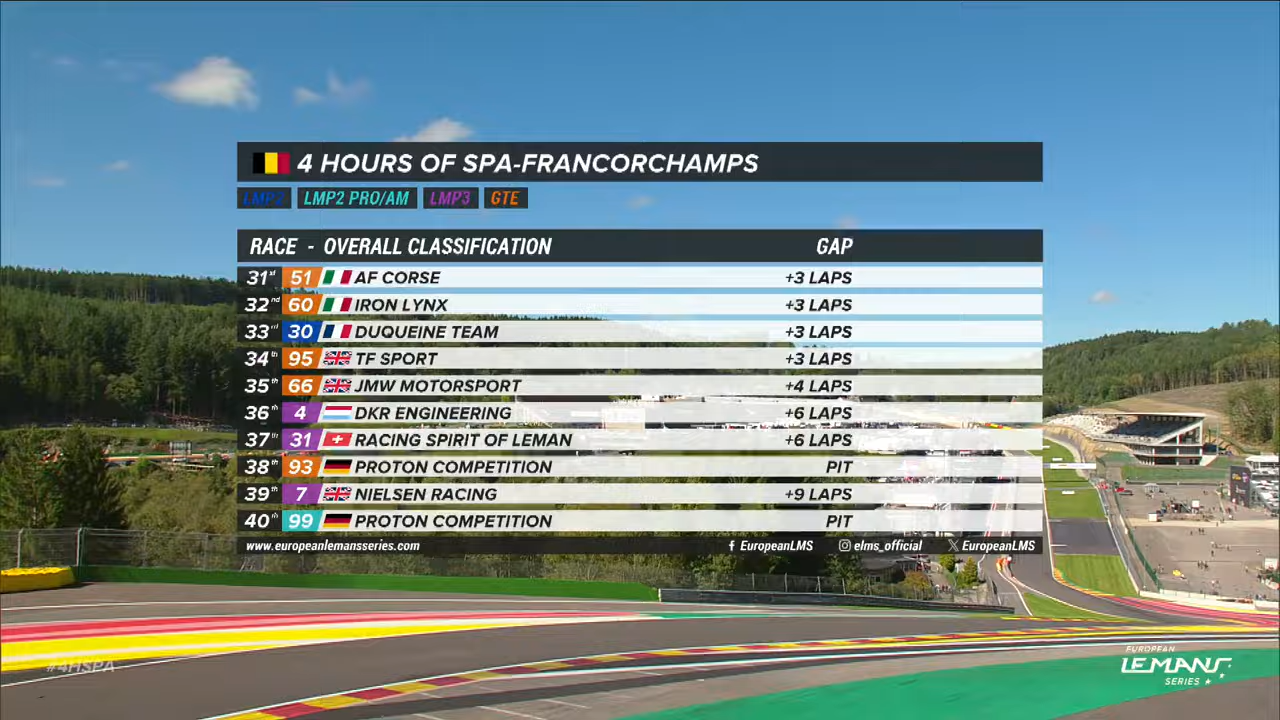 4 HOURS OF SPA-FRANCORCHAMPS
LMP2 LMP2 PRO/AM LMP3 GTE
RACE - OVERALL CLASSIFICATION GAP
31st 51 AF CORSE +3 LAPS
32nd 60 IRON LYNX +3 LAPS
33rd 30 DUQUEINE TEAM +3 LAPS
34th 95 TF SPORT +3 LAPS
35th 66 JMW MOTORSPORT +4 LAPS
36th 4 DKR ENGINEERING +6 LAPS
37th 31 RACING SPIRIT OF LEMAN +6 LAPS
38th 93 PROTON COMPETITION PIT
39th 7 NIELSEN RACING +9 LAPS
40th 99 PROTON COMPETITION PIT
www.europeanlemansseries.com EuropeanLMS elms_official EuropeanLMS
#4HSPA
EUROPEAN
LEMANS
SERIES